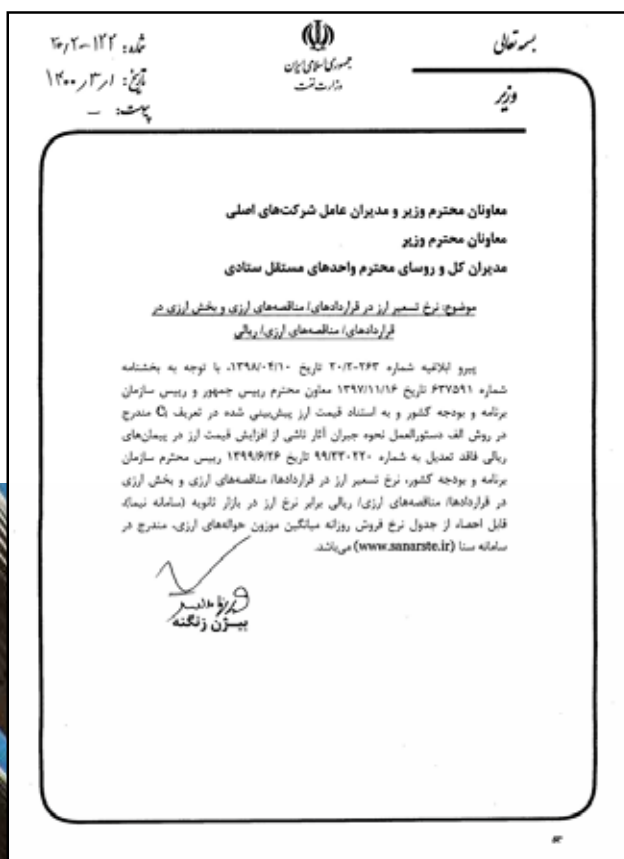 بسمه تعالی
جمهوری اسلامی ایران
وزارت نفت
شماره: ۲۰/۲-۱۲۲
تاریخ: ۱۴۰۰/۳/۱
پیوست: -
وزیر
معاونان محترم وزیر و مدیران عامل شرکت‌های اصلی
معاونان محترم وزیر
مدیران کل و روسای محترم واحدهای مستقل ستادی
موضوع: نرخ تسعیر ارز در قراردادهای/ مناقصه‌های ارزی و بخش ارزی در
قراردادهای/ مناقصه‌های ارزی/ ریالی
پیرو ابلاغیه شماره ۲۶۳-۲۰/۲ تاریخ ۱۳۹۸/۰۴/۱۰، با توجه به بخشنامه
شماره ۶۳۷۵۹۱ تاریخ ۱۳۹۷/۱۱/۱۶ معاون محترم رییس جمهور و رییس سازمان
برنامه و بودجه کشور و به استناد قیمت ارز پیش‌بینی شده در تعریف Ci مندرج
در روش الف دستورالعمل نحوه جبران آثار ناشی از افزایش قیمت ارز در پیمان‌های
ریالی فاقد تعدیل به شماره ۹۹/۳۳۰۲۲۰ تاریخ ۱۳۹۹/۶/۲۶ رییس محترم سازمان
برنامه و بودجه کشور، نرخ تسعیر ارز در قراردادها/ مناقصه‌های ارزی و بخش ارزی
در قراردادها/ مناقصه‌های ارزی/ ریالی برابر نرخ ارز در بازار ثانویه (سامانه نیما)،
قابل احصاء از جدول نرخ فروش روزانه میانگین موزون حواله‌های ارزی، مندرج در
سامانه سنا (www.sanarate.ir) می‌باشد.
بیـژن زنگنه